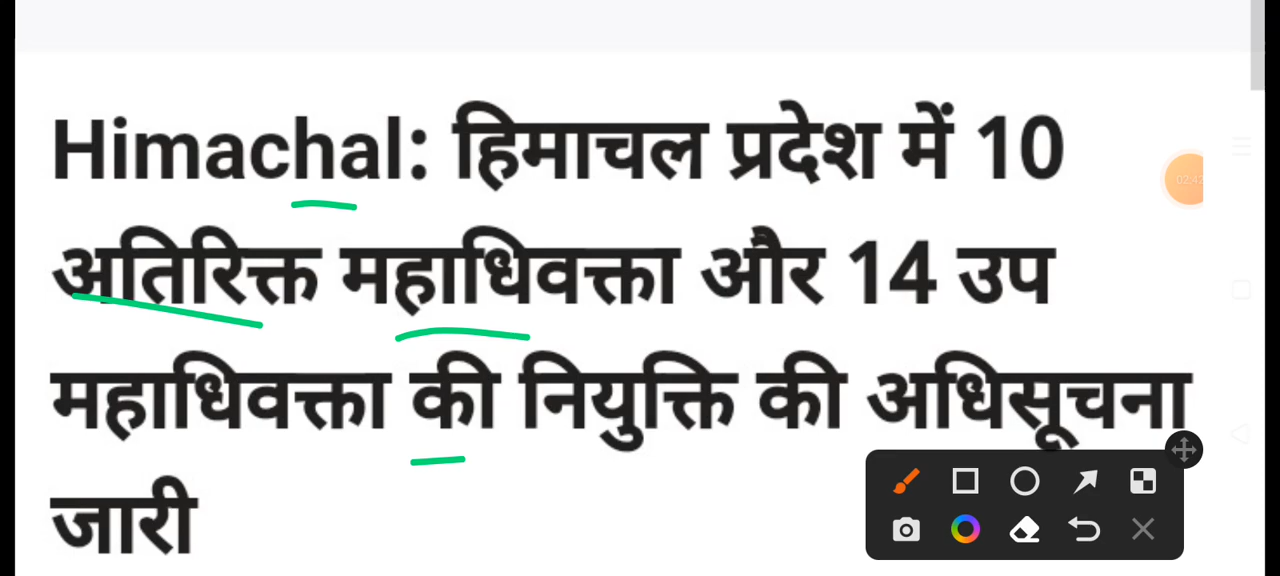 Himachal: हिमाचल प्रदेश में 10
अतिरिक्त महाधिवक्ता और 14 उप
महाधिवक्ता की नियुक्ति की अधिसूचना
जारी